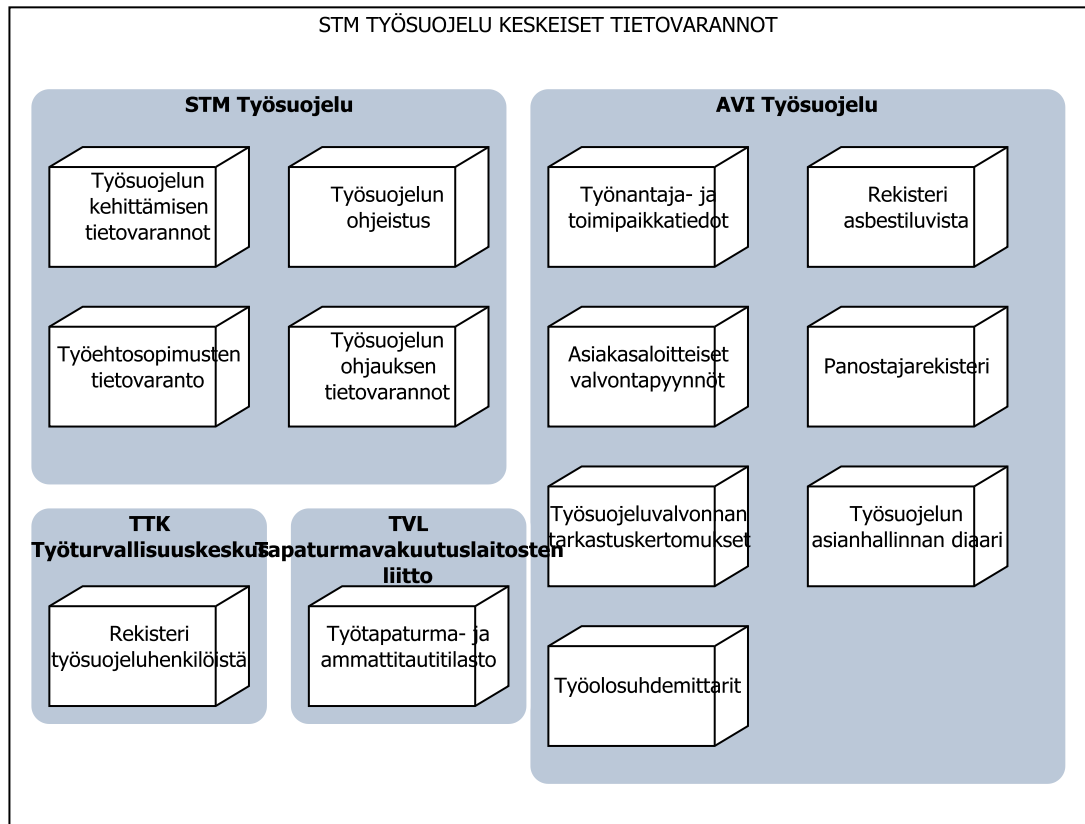 STM TYÖSUOJELU KESKEISET TIETOVARANNOT
STM Työsuojelu
Työsuojelun
kehittämisen
tietovarannot
Työsuojelun
ohjeistus
Työehtosopimusten
tietovaranto
Työsuojelun
ohjauksen
tietovarannot
AVI Työsuojelu
Työnantaja- ja
toimipaikkatiedot
Rekisteri
asbestiluvista
Asiakasaloitteiset
valvontapyynnöt
Panostajarekisteri
Työsuojeluvalvonnan
tarkastuskertomukset
Työsuojelun
asianhallinnan diaari
Työolosuhdemittarit
TTK
Työturvallisuuskeskus
Rekisteri
työsuojeluhenkilöistä
TVL
Tapaturmavakuutuslaitosten
liitto
Työtapaturma- ja
ammattitautitilasto